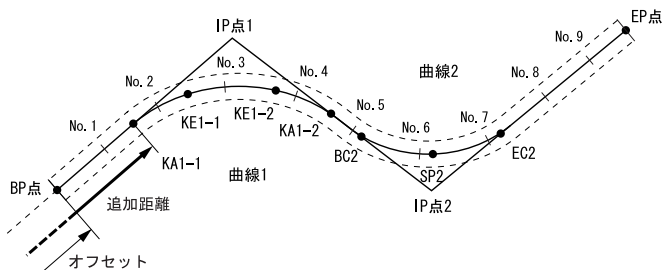 IP点1
EP点
No. 9
No. 3
No. 2
No. 4
曲線2
No. 8
No. 5
KE1-1
KE1-2
No. 7
No. 1
KA1-2
No. 6
KA1-1
BC2
EC2
曲線1
SP2
BP点
IP点2
追加距離
オフセット